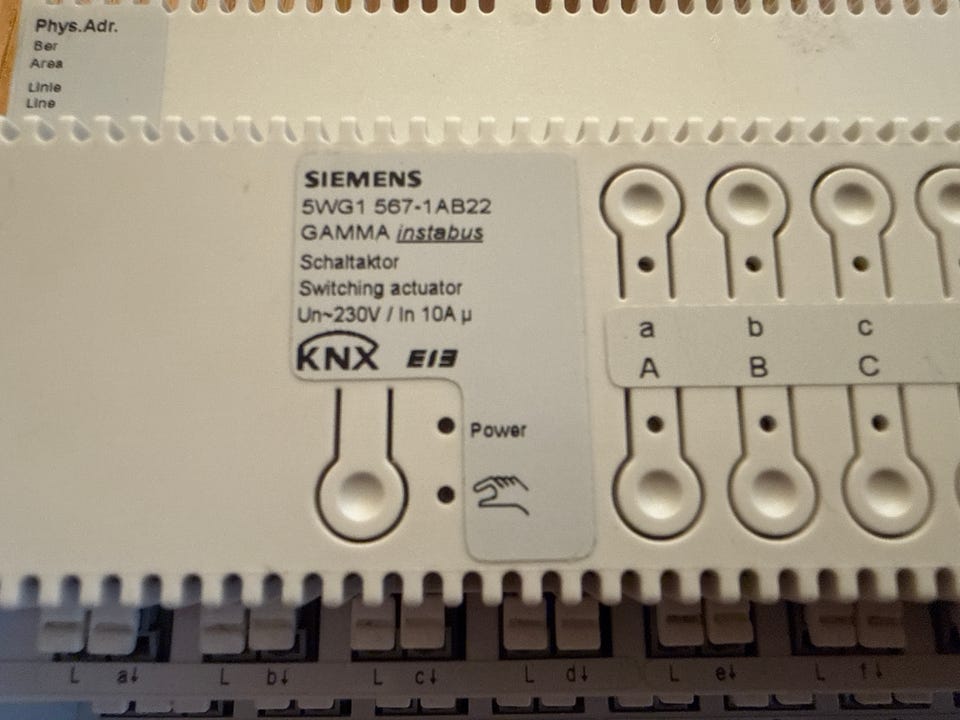 Phys.Adr.
Ber
Area
Linie
Line
SIEMENS
5WG1 567-1AB22
GAMMA instabus
Schaltaktor
Switching actuator
Un~230V / In 10A µ
KNX EIB
Power
a b c
A B C
L a↓ L b↓ L c↓ L d↓ L e↓ L f↓